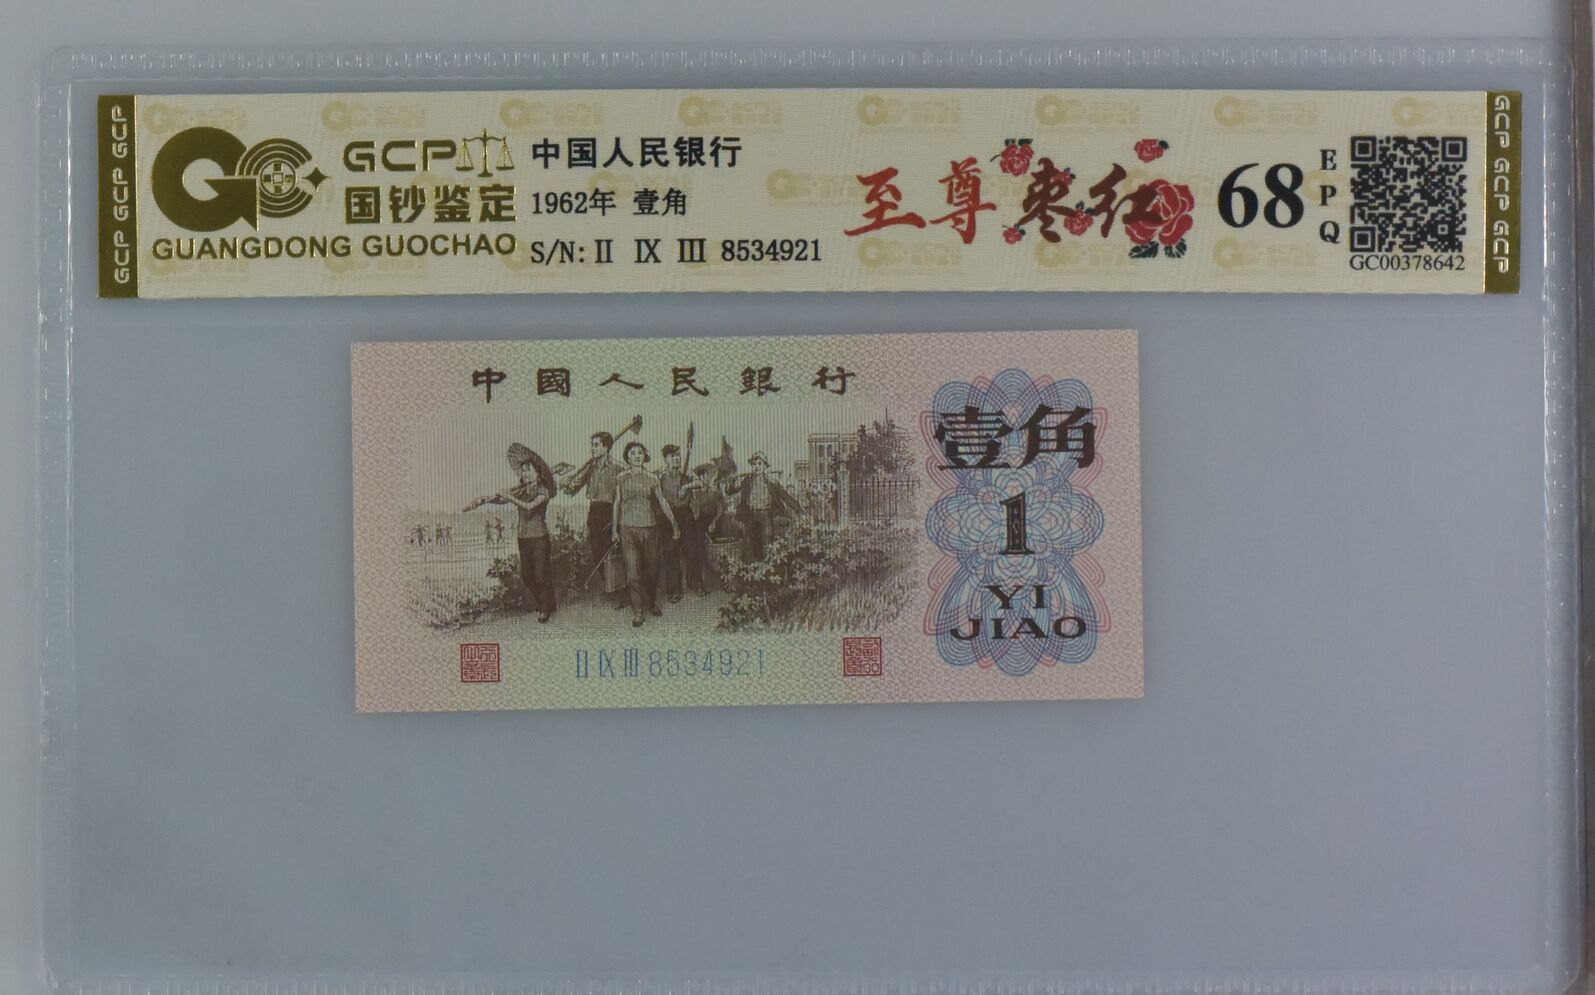 GCP GCP GCP
GCP
国钞鉴定
GUANGDONG GUOCHAO
中国人民银行
1962年 壹角
S/N: II IX III 8534921
至尊枣红
68
EPQ
GC00378642
GCP GCP GCP
中國人民銀行
壹角
1
YI
JIAO
II IX III 8534921